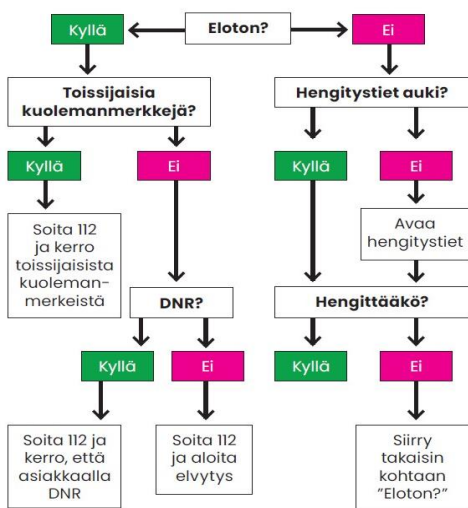 Kyllä
Eloton?
Ei
Toissijaisia
kuolemanmerkkejä?
Hengitystiet auki?
Kyllä
Ei
Kyllä
Ei
Soita 112
ja kerro
toissijaisista
kuoleman-
merkeistä
Avaa
hengitystiet
DNR?
Hengittääkö?
Kyllä
Ei
Kyllä
Ei
Soita 112 ja
kerro, että
asiakkaalla
DNR
Soita 112
ja aloita
elvytys
Siirry
takaisin
kohtaan
”Eloton?”